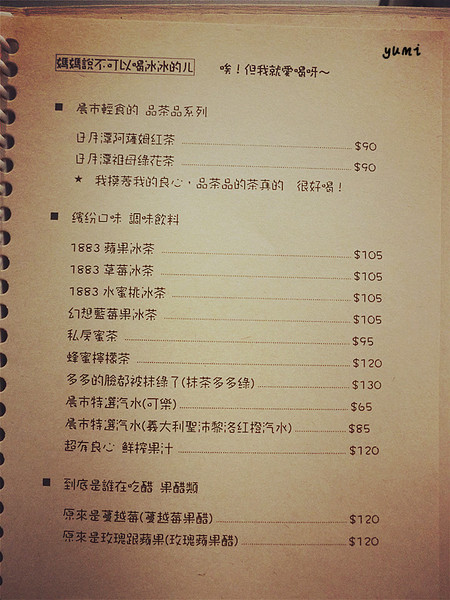 yumi
媽媽說不可以喝冰冰的ㄦ 唉!但我就愛喝呀~
■ 展市輕食的 品茶品系列
日月潭阿薩姆紅茶 $90
日月潭祖母綠花茶 $90
★ 我摸著我的良心,品茶品的茶真的 很好喝!
■ 繽紛口味 調味飲料
1883 蘋果冰茶 $105
1883 草莓冰茶 $105
1883 水蜜桃冰茶 $105
幻想藍莓果冰茶 $105
私房蜜茶 $95
蜂蜜檸檬茶 $120
多多的臉都被抹綠了(抹茶多多綠) $130
展市特選汽水(可樂) $65
展市特選汽水(義大利聖沛黎洛紅橙汽水) $85
超有良心 鮮榨果汁 $120
■ 到底是誰在吃醋 果醋類
原來是蔓越莓(蔓越莓果醋) $120
原來是玫瑰跟蘋果(玫瑰蘋果醋) $120